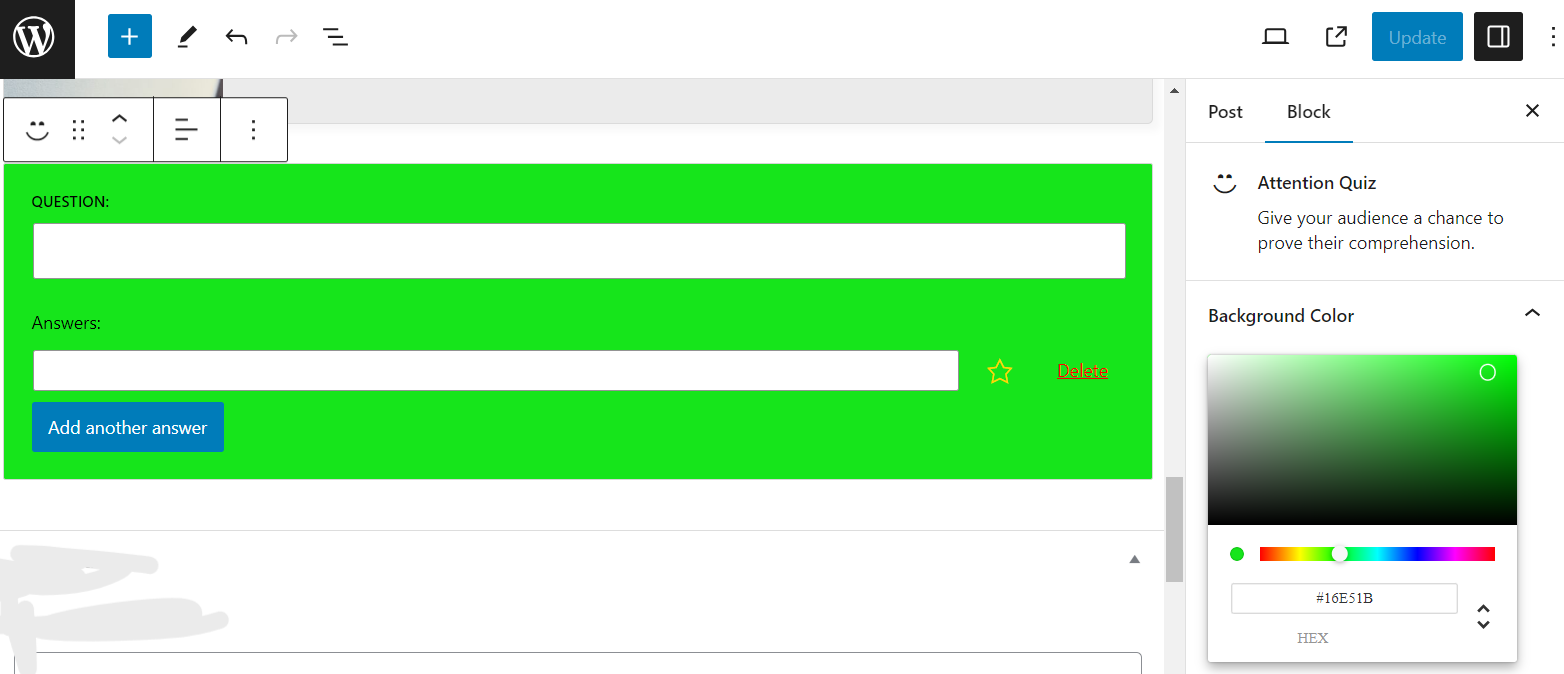 Update
Post
Block
Attention Quiz
Give your audience a chance to
prove their comprehension.
Background Color
#16E51B
HEX
QUESTION:
Answers:
Delete
Add another answer